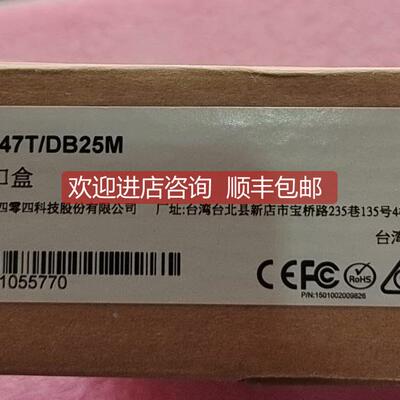 47T/DB25M
欢迎进店咨询 顺丰包邮
口盒
四零四科技股份有限公司 厂址:台湾台北县新店市宝桥路235巷135号4
台湾
1055770
CE FC
P/N:1501002009826